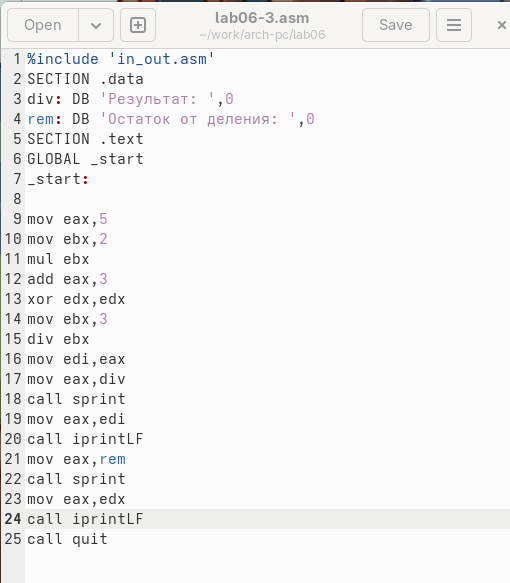 Open
lab06-3.asm
~/work/arch-pc/lab06
Save
1 %include 'in_out.asm'
2 SECTION .data
3 div: DB 'Результат: ',0
4 rem: DB 'Остаток от деления: ',0
5 SECTION .text
6 GLOBAL _start
7 _start:
8
9 mov eax,5
10 mov ebx,2
11 mul ebx
12 add eax,3
13 xor edx,edx
14 mov ebx,3
15 div ebx
16 mov edi,eax
17 mov eax,div
18 call sprint
19 mov eax,edi
20 call iprintLF
21 mov eax,rem
22 call sprint
23 mov eax,edx
24 call iprintLF
25 call quit